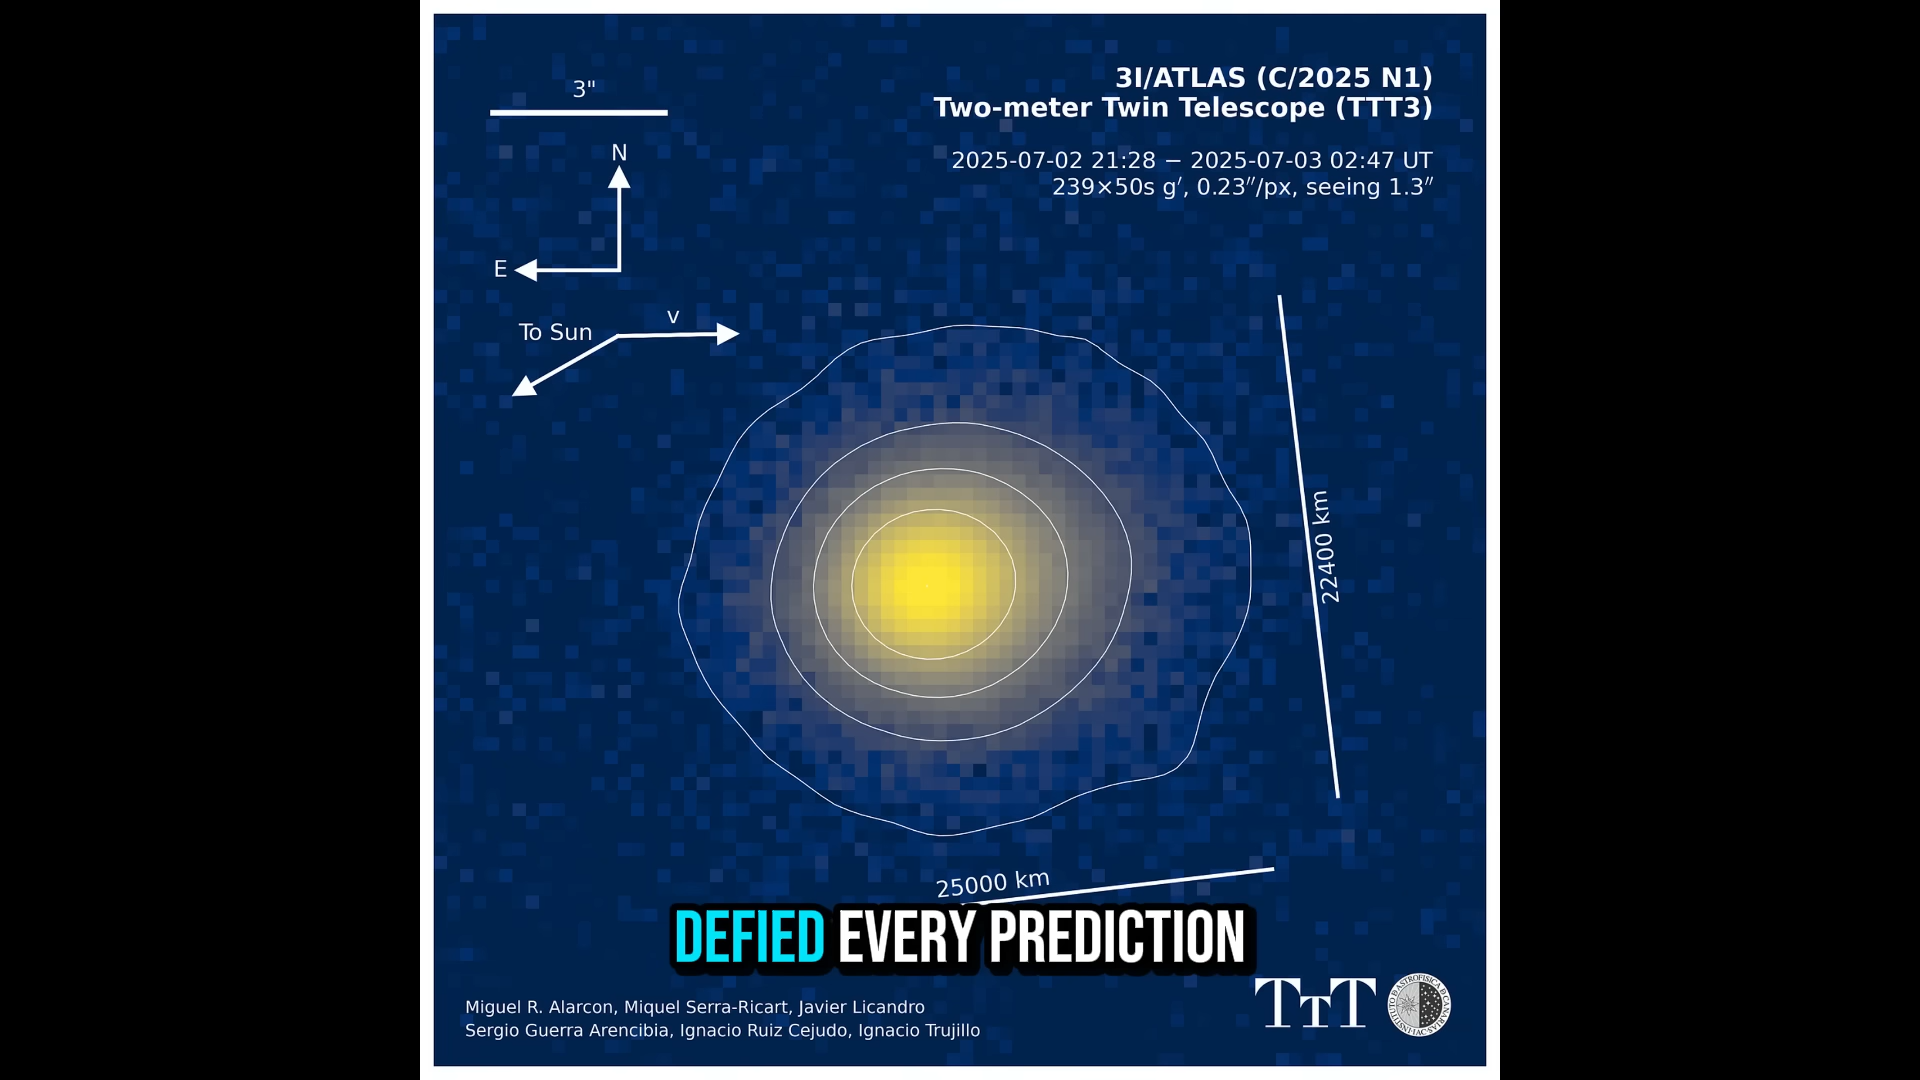 3"
3I/ATLAS (C/2025 N1)
Two-meter Twin Telescope (TTT3)
N
2025-07-02 21:28 − 2025-07-03 02:47 UT
239×50s g′, 0.23″/px, seeing 1.3″
E
v
To Sun
22400 km
25000 km
DEFIED EVERY PREDICTION
Miguel R. Alarcon, Miquel Serra-Ricart, Javier Licandro
Sergio Guerra Arencibia, Ignacio Ruiz Cejudo, Ignacio Trujillo
TTT